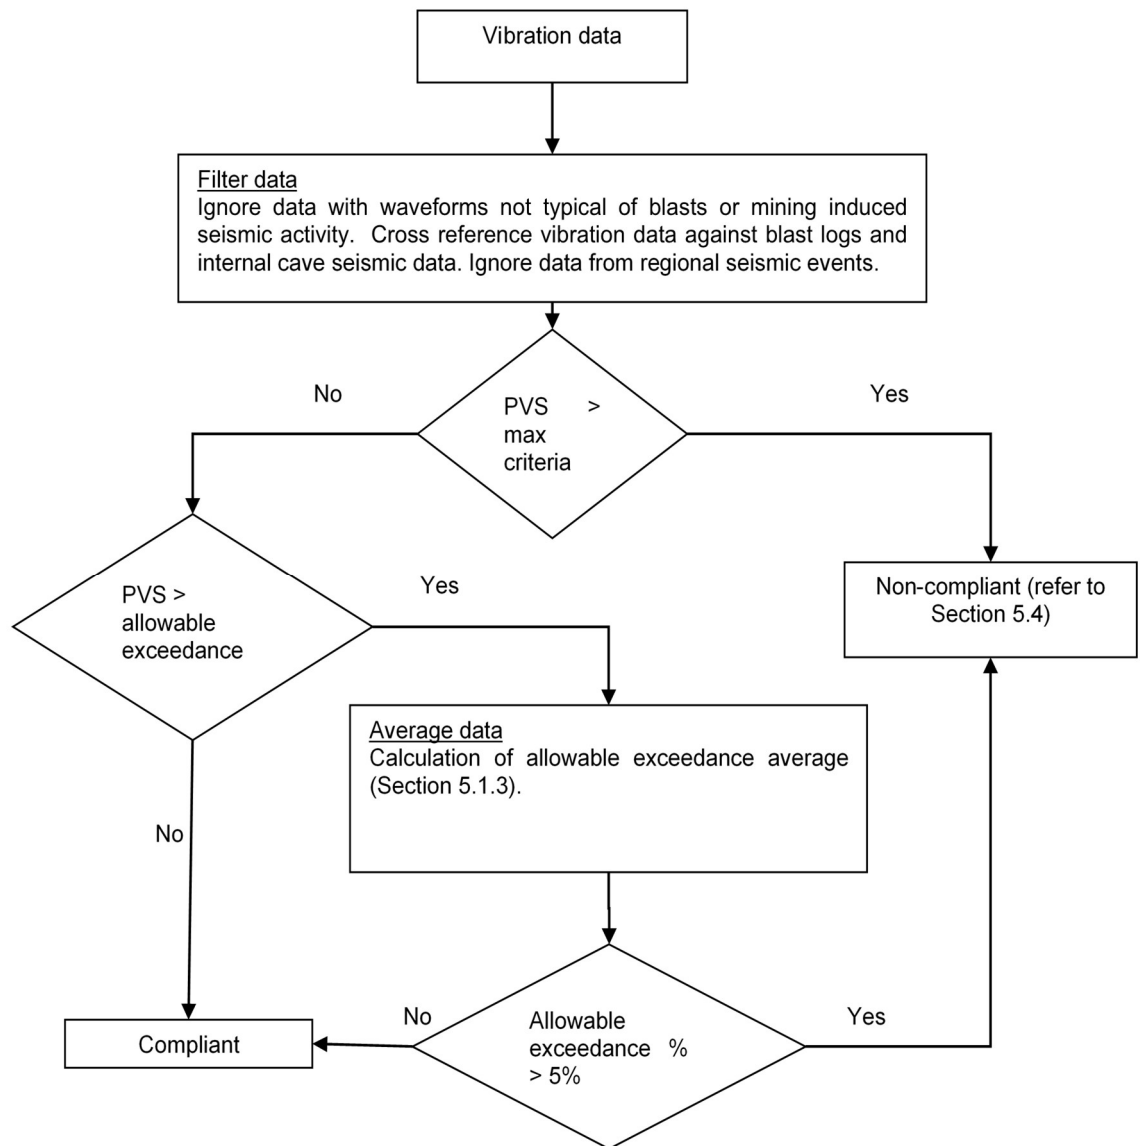 Vibration data
Filter data
Ignore data with waveforms not typical of blasts or mining induced
seismic activity. Cross reference vibration data against blast logs and
internal cave seismic data. Ignore data from regional seismic events.
No
Yes
PVS >
max
criteria
PVS >
allowable
exceedance
Yes
Non-compliant (refer to
Section 5.4)
Average data
Calculation of allowable exceedance average
(Section 5.1.3).
No
No
Yes
Allowable
exceedance %
> 5%
Compliant